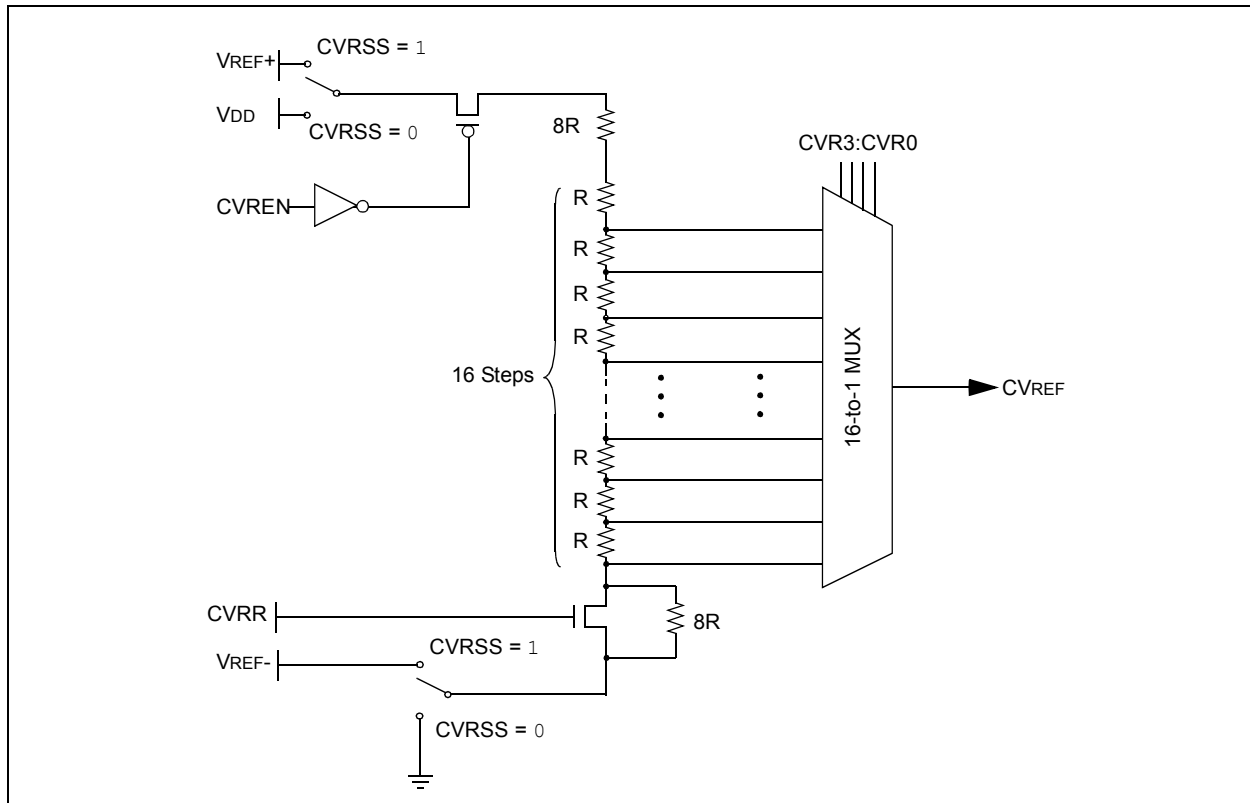 CVRSS = 1
VREF+
VDD
CVRSS = 0
8R
CVR3:CVR0
CVREN
R
R
R
R
16 Steps
16-to-1 MUX
CVREF
R
R
R
CVRR
8R
CVRSS = 1
VREF-
CVRSS = 0